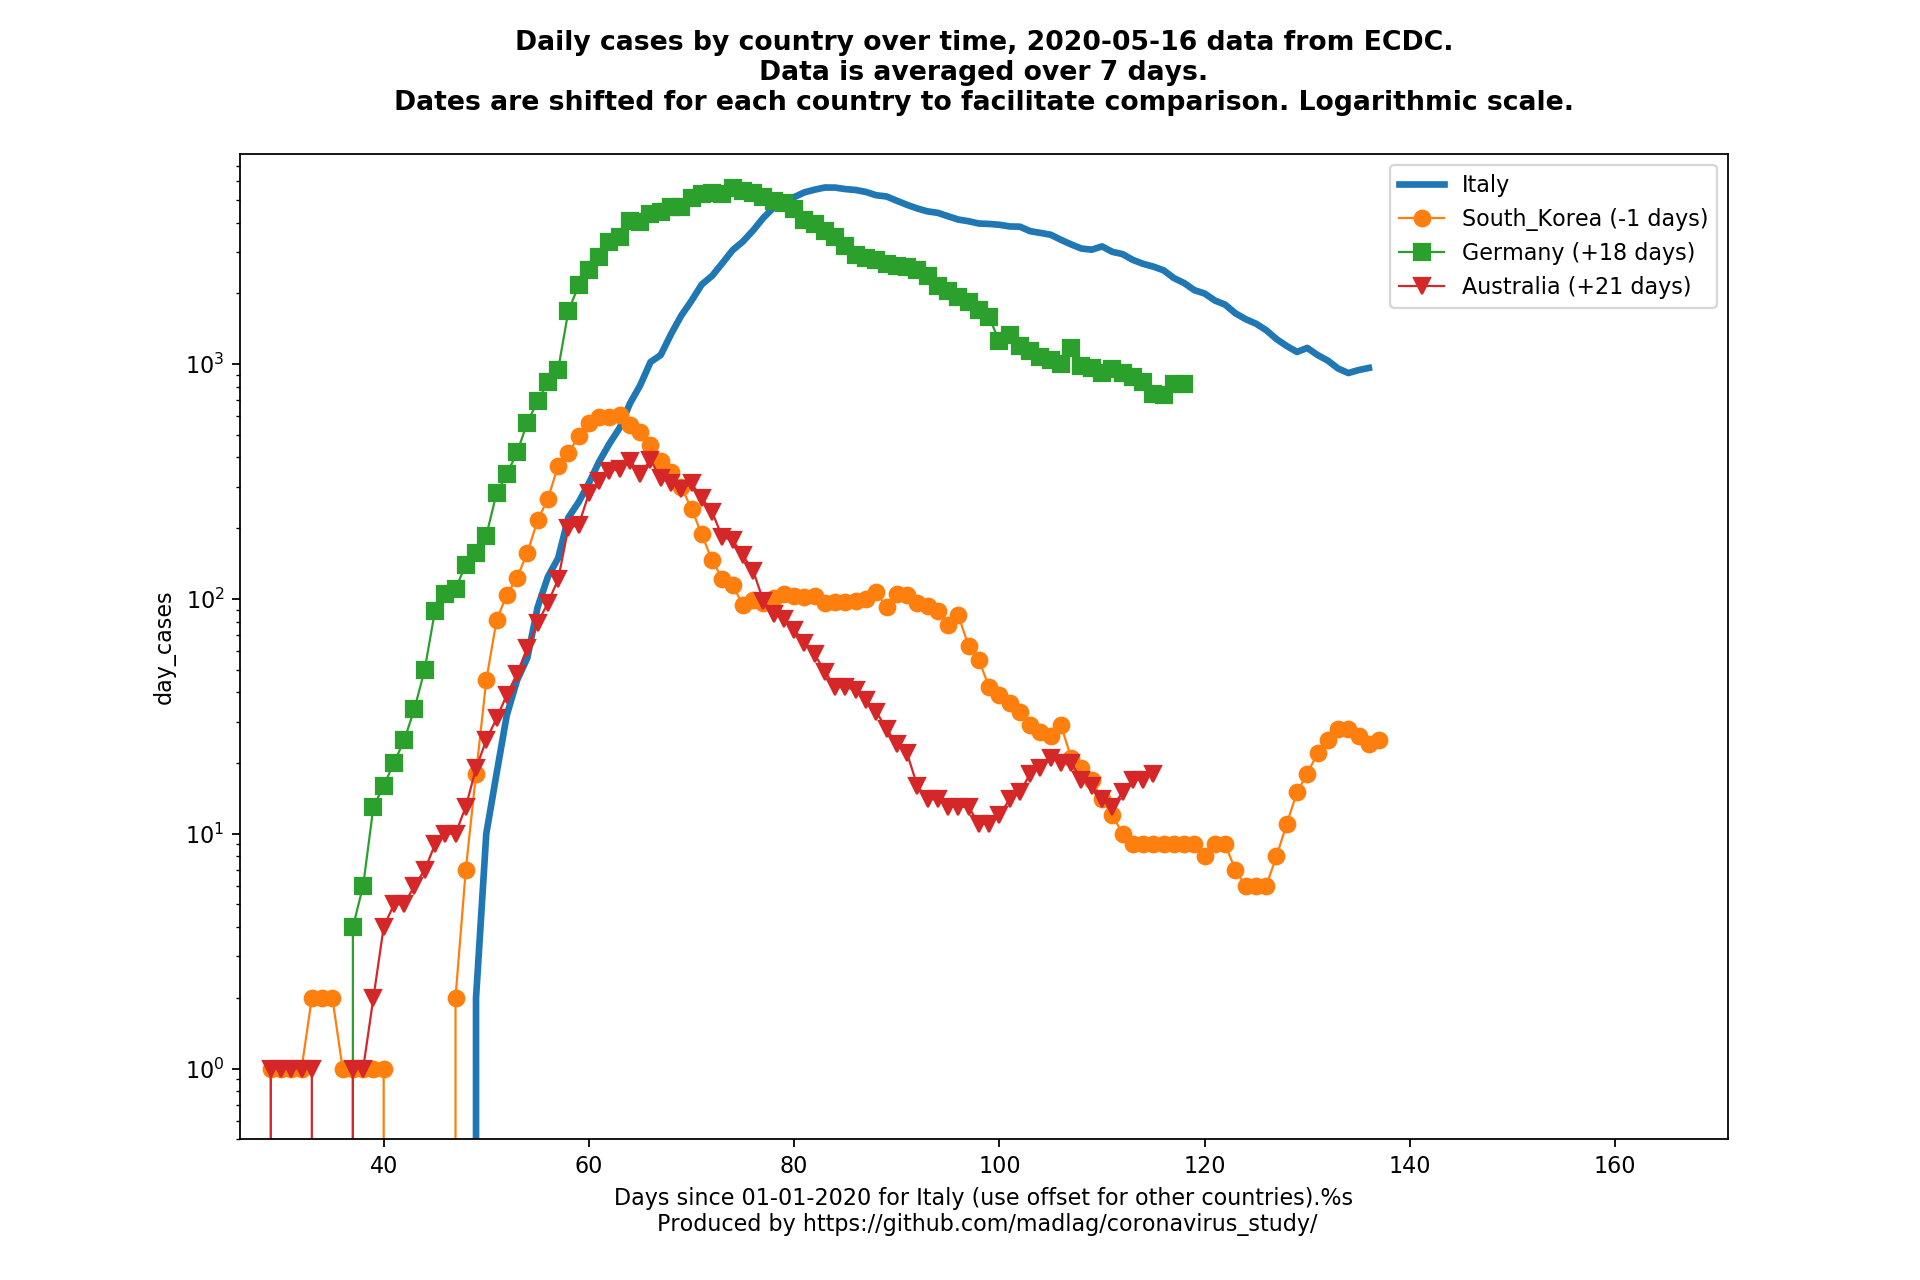 Daily cases by country over time, 2020-05-16 data from ECDC.
Data is averaged over 7 days.
Dates are shifted for each country to facilitate comparison. Logarithmic scale.
Italy
South_Korea (-1 days)
Germany (+18 days)
Australia (+21 days)
day_cases
10³
10²
10¹
10⁰
40 60 80 100 120 140 160
Days since 01-01-2020 for Italy (use offset for other countries).%s
Produced by https://github.com/madlag/coronavirus_study/